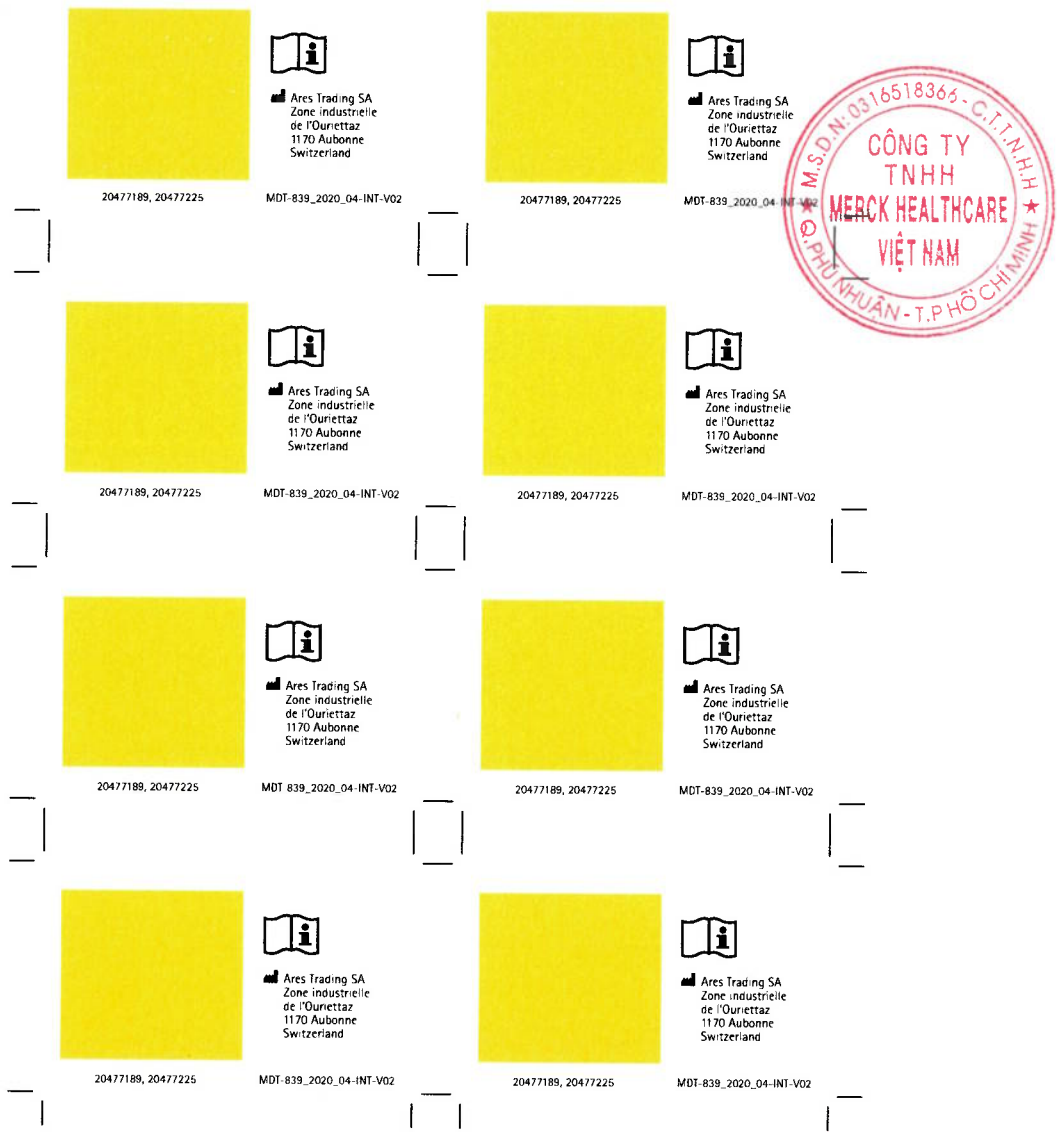 Ares Trading SA
Zone industrielle
de l'Ouriettaz
1170 Aubonne
Switzerland
20477189, 20477225
MDT-839_2020_04-INT-V02
Ares Trading SA
Zone industrielle
de l'Ouriettaz
1170 Aubonne
Switzerland
20477189, 20477225
MDT-839_2020_04-INT-V02
M.S.D.N: 0316518366 - C.T.T.N.H.H
CÔNG TY
TNHH
MERCK HEALTHCARE
VIỆT NAM
Q. PHÚ NHUẬN - T.P HỒ CHÍ MINH
Ares Trading SA
Zone industrielle
de l'Ouriettaz
1170 Aubonne
Switzerland
20477189, 20477225
MDT-839_2020_04-INT-V02
Ares Trading SA
Zone industrielle
de l'Ouriettaz
1170 Aubonne
Switzerland
20477189, 20477225
MDT-839_2020_04-INT-V02
Ares Trading SA
Zone industrielle
de l'Ouriettaz
1170 Aubonne
Switzerland
20477189, 20477225
MDT 839_2020_04-INT-V02
Ares Trading SA
Zone industrielle
de l'Ouriettaz
1170 Aubonne
Switzerland
20477189, 20477225
MDT-839_2020_04-INT-V02
Ares Trading SA
Zone industrielle
de l'Ouriettaz
1170 Aubonne
Switzerland
20477189, 20477225
MDT-839_2020_04-INT-V02
Ares Trading SA
Zone industrielle
de l'Ouriettaz
1170 Aubonne
Switzerland
20477189, 20477225
MDT-839_2020_04-INT-V02